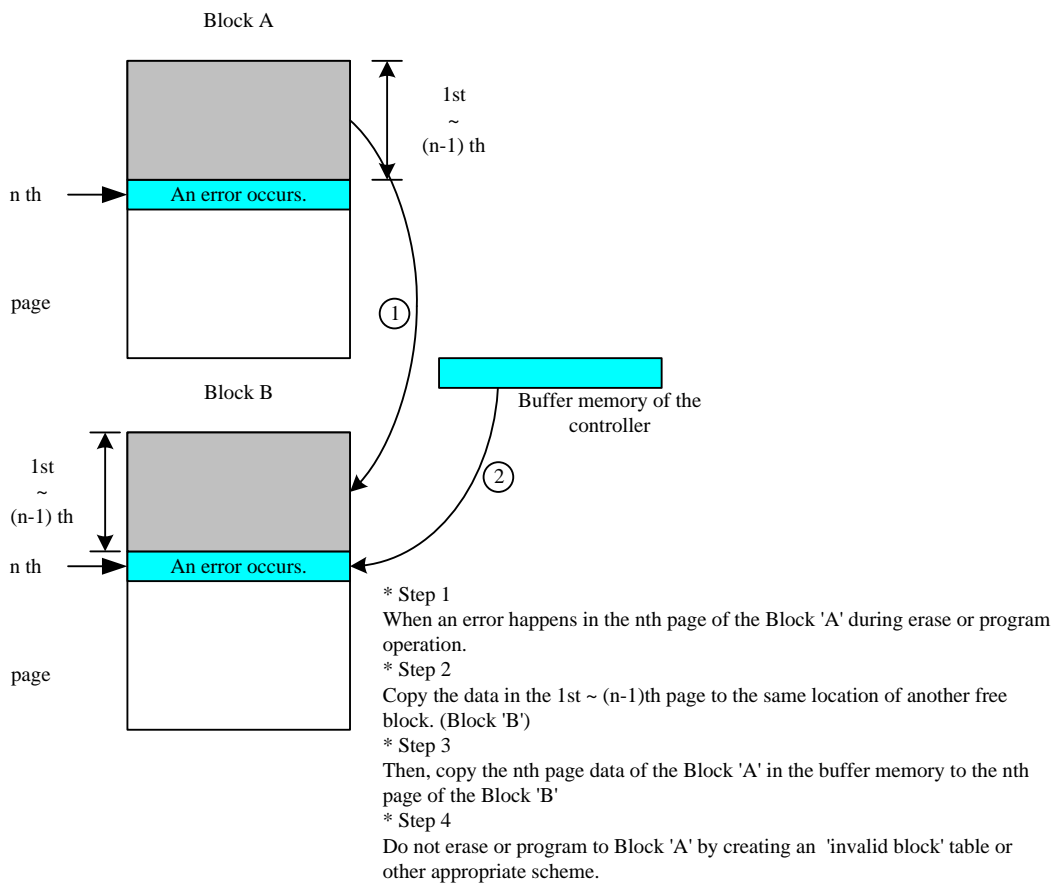 Block A
1st
~
(n-1) th
n th
An error occurs.
page
1
Block B
Buffer memory of the
controller
1st
~
(n-1) th
2
n th
An error occurs.
page
* Step 1
When an error happens in the nth page of the Block 'A' during erase or program
operation.
* Step 2
Copy the data in the 1st ~ (n-1)th page to the same location of another free
block. (Block 'B')
* Step 3
Then, copy the nth page data of the Block 'A' in the buffer memory to the nth
page of the Block 'B'
* Step 4
Do not erase or program to Block 'A' by creating an 'invalid block' table or
other appropriate scheme.